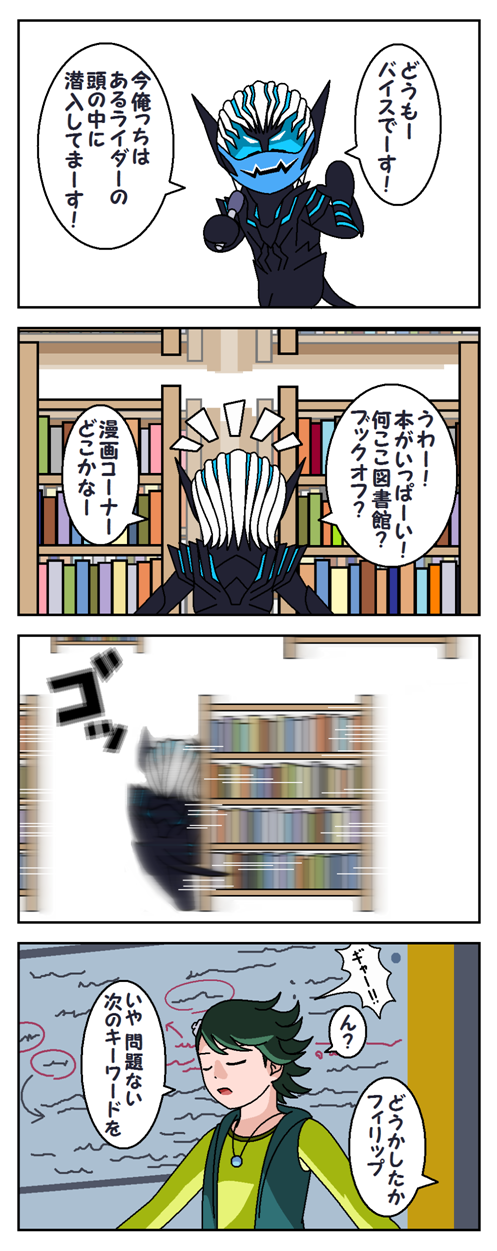 どうもー
バイスでーす！
今俺っちは
あるライダーの
頭の中に
潜入してまーす！
うわー！
本がいっぱーい！
何ここ図書館？
ブックオフ？
漫画コーナー
どこかなー
ゴッ
ギャー！！
ん？
どうかしたか
フィリップ
いや 問題ない
次のキーワードを